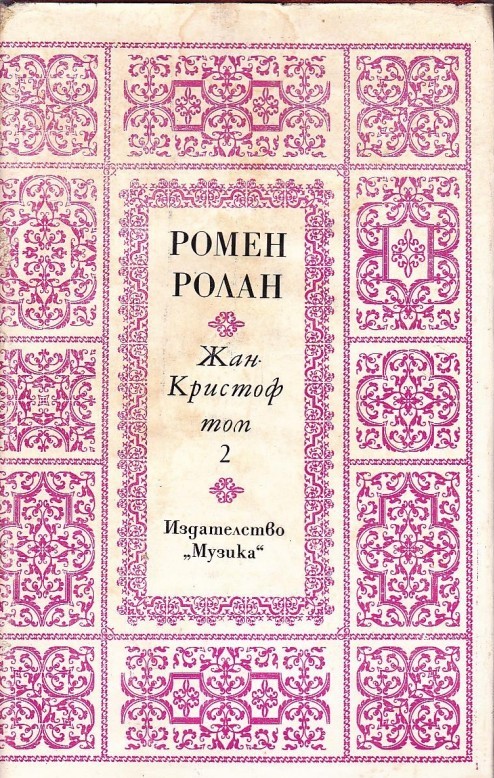 РОМЕН
РОЛАН
Жан-
Кристоф
том
2
Издателство
„Музика“